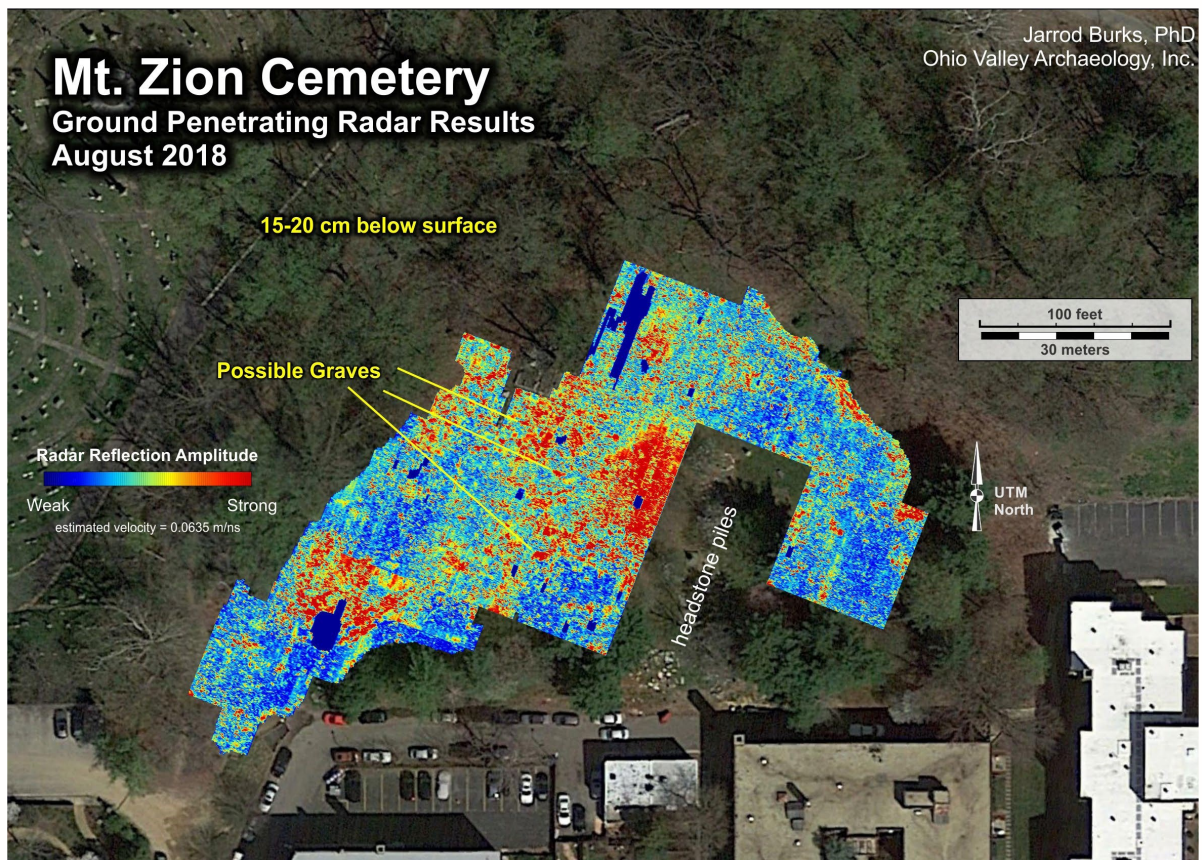 Jarrod Burks, PhD
Ohio Valley Archaeology, Inc.
Mt. Zion Cemetery
Ground Penetrating Radar Results
August 2018
15-20 cm below surface
100 feet
30 meters
Possible Graves
Radar Reflection Amplitude
Weak
Strong
estimated velocity = 0.0635 m/ns
UTM
North
headstone piles